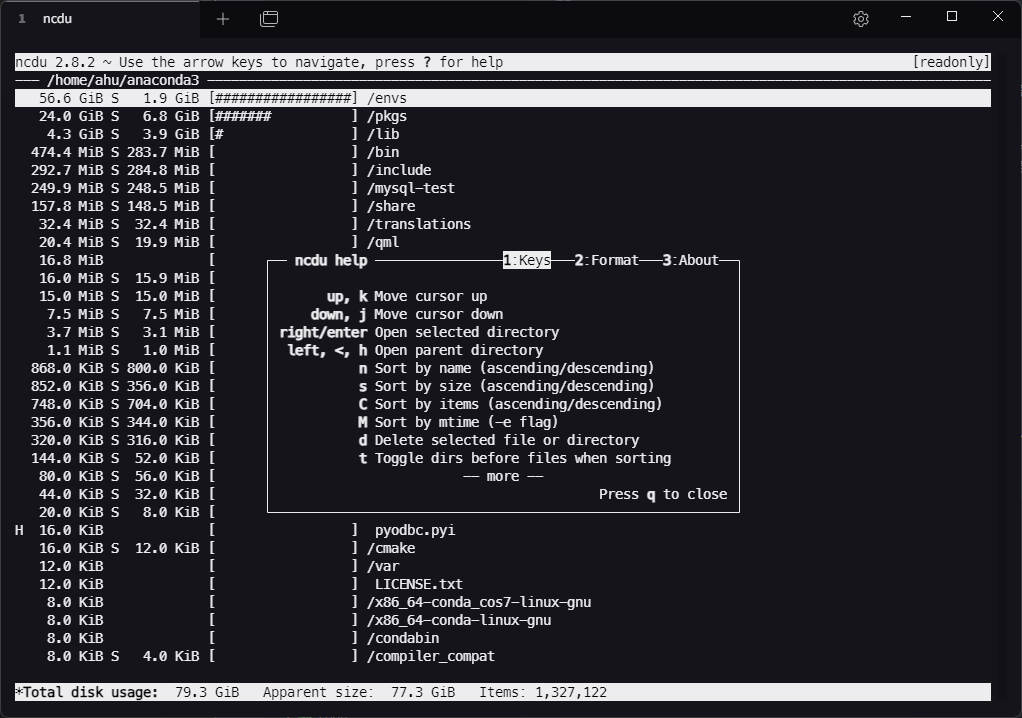 1 ncdu
ncdu 2.8.2 ~ Use the arrow keys to navigate, press ? for help [readonly]
--- /home/ahu/anaconda3
56.6 GiB S 1.9 GiB [#################] /envs
24.0 GiB S 6.8 GiB [####### ] /pkgs
4.3 GiB S 3.9 GiB [# ] /lib
474.4 MiB S 283.7 MiB [ ] /bin
292.7 MiB S 284.8 MiB [ ] /include
249.9 MiB S 248.5 MiB [ ] /mysql-test
157.8 MiB S 148.5 MiB [ ] /share
32.4 MiB S 32.4 MiB [ ] /translations
20.4 MiB S 19.9 MiB [ ] /qml
16.8 MiB [
16.0 MiB S 15.9 MiB [
15.0 MiB S 15.0 MiB [
7.5 MiB S 7.5 MiB [
3.7 MiB S 3.1 MiB [
1.1 MiB S 1.0 MiB [
868.0 KiB S 800.0 KiB [
852.0 KiB S 356.0 KiB [
748.0 KiB S 704.0 KiB [
356.0 KiB S 344.0 KiB [
320.0 KiB S 316.0 KiB [
144.0 KiB S 52.0 KiB [
80.0 KiB S 56.0 KiB [
44.0 KiB S 32.0 KiB [
20.0 KiB S 8.0 KiB [
ncdu help 1:Keys 2:Format 3:About
up, k Move cursor up
down, j Move cursor down
right/enter Open selected directory
left, <, h Open parent directory
n Sort by name (ascending/descending)
s Sort by size (ascending/descending)
C Sort by items (ascending/descending)
M Sort by mtime (-e flag)
d Delete selected file or directory
t Toggle dirs before files when sorting
-- more --
Press q to close
H 16.0 KiB [ ] pyodbc.pyi
16.0 KiB S 12.0 KiB [ ] /cmake
12.0 KiB [ ] /var
12.0 KiB [ ] LICENSE.txt
8.0 KiB [ ] /x86_64-conda_cos7-linux-gnu
8.0 KiB [ ] /x86_64-conda-linux-gnu
8.0 KiB [ ] /condabin
8.0 KiB S 4.0 KiB [ ] /compiler_compat
*Total disk usage: 79.3 GiB Apparent size: 77.3 GiB Items: 1,327,122